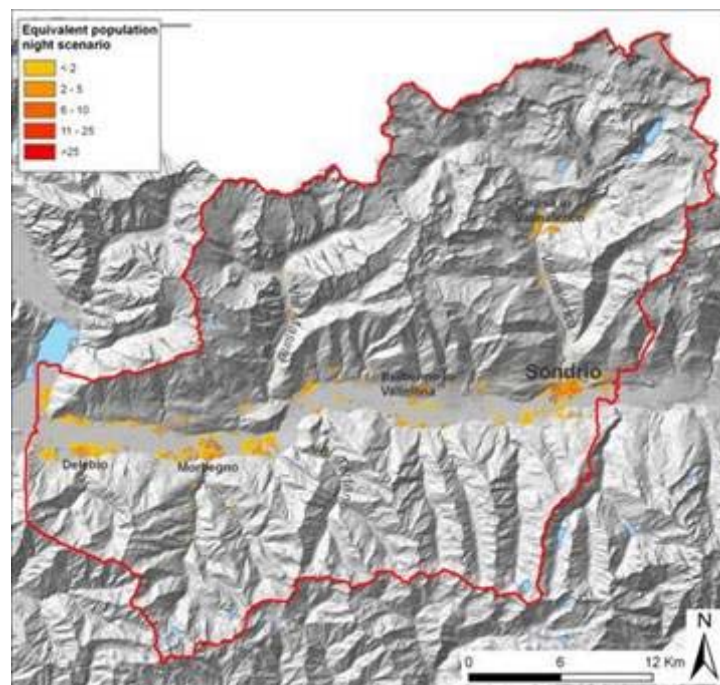 Equivalent population
night scenario
< 2
2 - 5
6 - 10
11 - 25
>25
Sondrio
Valtellina
Delebio
Morbegno
N
0 6 12 Km